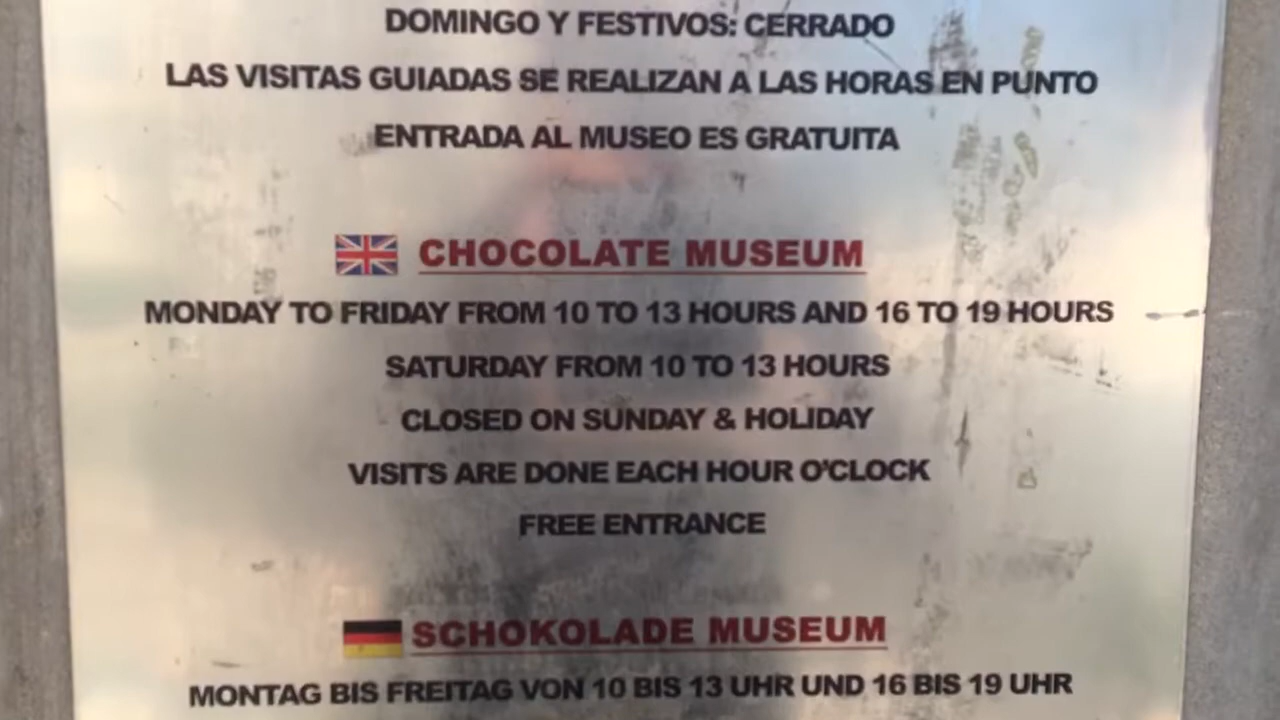 DOMINGO Y FESTIVOS: CERRADO
LAS VISITAS GUIADAS SE REALIZAN A LAS HORAS EN PUNTO
ENTRADA AL MUSEO ES GRATUITA
CHOCOLATE MUSEUM
MONDAY TO FRIDAY FROM 10 TO 13 HOURS AND 16 TO 19 HOURS
SATURDAY FROM 10 TO 13 HOURS
CLOSED ON SUNDAY & HOLIDAY
VISITS ARE DONE EACH HOUR O'CLOCK
FREE ENTRANCE
SCHOKOLADE MUSEUM
MONTAG BIS FREITAG VON 10 BIS 13 UHR UND 16 BIS 19 UHR